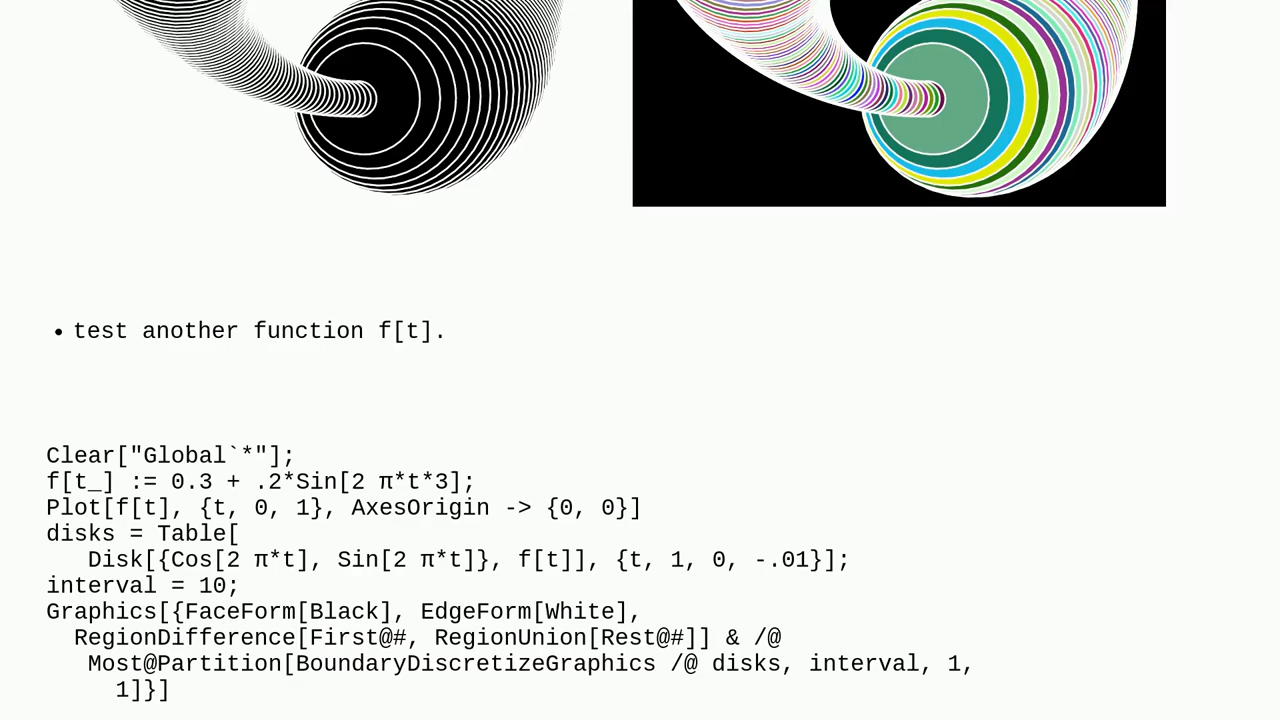 • test another function f[t].
Clear["Global`*"];
f[t_] := 0.3 + .2*Sin[2 π*t*3];
Plot[f[t], {t, 0, 1}, AxesOrigin -> {0, 0}]
disks = Table[
Disk[{Cos[2 π*t], Sin[2 π*t]}, f[t]], {t, 1, 0, -.01}];
interval = 10;
Graphics[{FaceForm[Black], EdgeForm[White],
RegionDifference[First@#, RegionUnion[Rest@#]] & /@
Most@Partition[BoundaryDiscretizeGraphics /@ disks, interval, 1,
1]}]